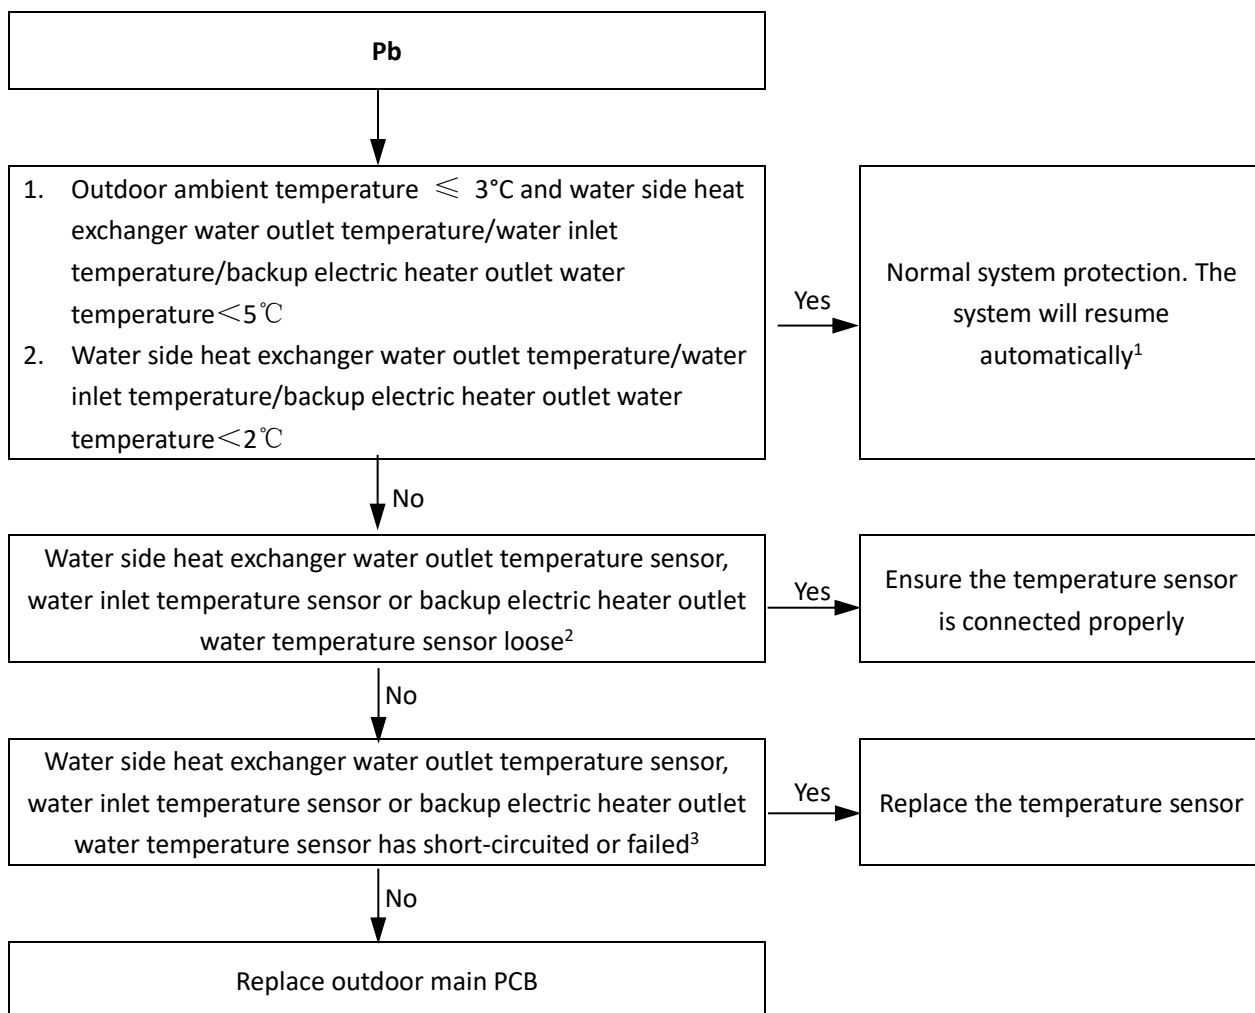 Pb
1. Outdoor ambient temperature ≤ 3°C and water side heat
exchanger water outlet temperature/water inlet
temperature/backup electric heater outlet water
temperature＜5℃
2. Water side heat exchanger water outlet temperature/water
inlet temperature/backup electric heater outlet water
temperature＜2℃
Yes
Normal system protection. The
system will resume
automatically¹
No
Water side heat exchanger water outlet temperature sensor,
water inlet temperature sensor or backup electric heater outlet
water temperature sensor loose²
Yes
Ensure the temperature sensor
is connected properly
No
Water side heat exchanger water outlet temperature sensor,
water inlet temperature sensor or backup electric heater outlet
water temperature sensor has short-circuited or failed³
Yes
Replace the temperature sensor
No
Replace outdoor main PCB